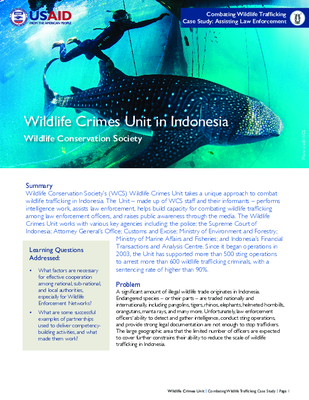 USAID
FROM THE AMERICAN PEOPLE
Combating Wildlife Trafficking
Case Study: Assisting Law Enforcement
Wildlife Crimes Unit in Indonesia
Wildlife Conservation Society
Summary
Wildlife Conservation Society's (WCS) Wildlife Crimes Unit takes a unique approach to combat
wildlife trafficking in Indonesia. The Unit – made up of WCS staff and their informants – performs
intelligence work, assists law enforcement, helps build capacity for combating wildlife trafficking
among law enforcement officers, and raises public awareness through the media. The Wildlife
Crimes Unit works with various key agencies including: the police; the Supreme Court of
Indonesia; Attorney General's Office; Customs and Excise; Ministry of Environment and Forestry;
Ministry of Marine Affairs and Fisheries; and Indonesia's Financial
Transactions and Analysis Centre. Since it began operations in
2003, the Unit has supported more than 500 sting operations
to arrest more than 600 wildlife trafficking criminals, with a
sentencing rate of higher than 90%.
Learning Questions
Addressed:
• What factors are necessary
for effective cooperation
among national, sub-national,
and local authorities,
especially for Wildlife
Enforcement Networks?
• What are some successful
examples of partnerships
used to deliver competency-
building activities, and what
made them work?
Problem
A significant amount of illegal wildlife trade originates in Indonesia.
Endangered species – or their parts – are traded nationally and
internationally, including pangolins, tigers, rhinos, elephants, helmeted hornbills,
orangutans, manta rays, and many more. Unfortunately, law enforcement
officers' ability to detect and gather intelligence, conduct sting operations,
and provide strong legal documentation are not enough to stop traffickers.
The large geographic area that the limited number of officers are expected
to cover further constrains their ability to reduce the scale of wildlife
trafficking in Indonesia.
Wildlife Crimes Unit | Combating Wildlife Trafficking Case Study | Page 1